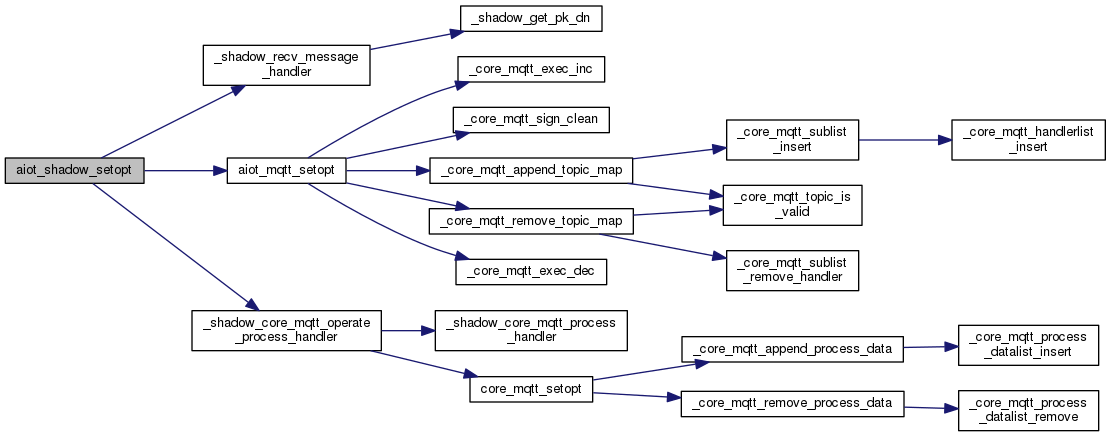 _shadow_get_pk_dn
_shadow_recv_message
_handler
_core_mqtt_exec_inc
_core_mqtt_sign_clean
_core_mqtt_sublist
_insert
_core_mqtt_handlerlist
_insert
aiot_shadow_setopt
aiot_mqtt_setopt
_core_mqtt_append_topic_map
_core_mqtt_topic_is
_valid
_core_mqtt_remove_topic_map
_core_mqtt_exec_dec
_core_mqtt_sublist
_remove_handler
_shadow_core_mqtt_operate
_process_handler
_shadow_core_mqtt_process
_handler
_core_mqtt_append_process_data
_core_mqtt_process
_datalist_insert
core_mqtt_setopt
_core_mqtt_remove_process_data
_core_mqtt_process
_datalist_remove